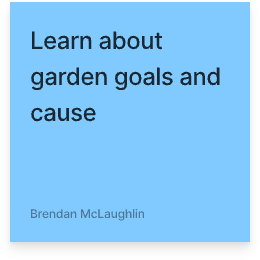 Learn about
garden goals and
cause
Brendan McLaughlin